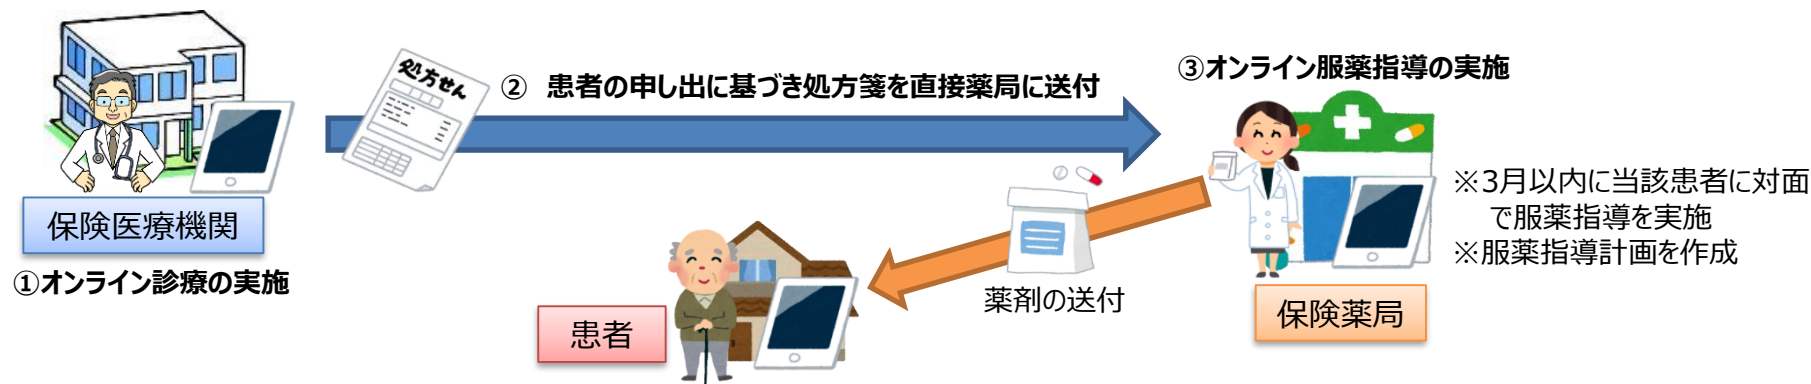 処方せん
② 患者の申し出に基づき処方箋を直接薬局に送付
③オンライン服薬指導の実施
保険医療機関
①オンライン診療の実施
患者
薬剤の送付
保険薬局
※3月以内に当該患者に対面
で服薬指導を実施
※服薬指導計画を作成